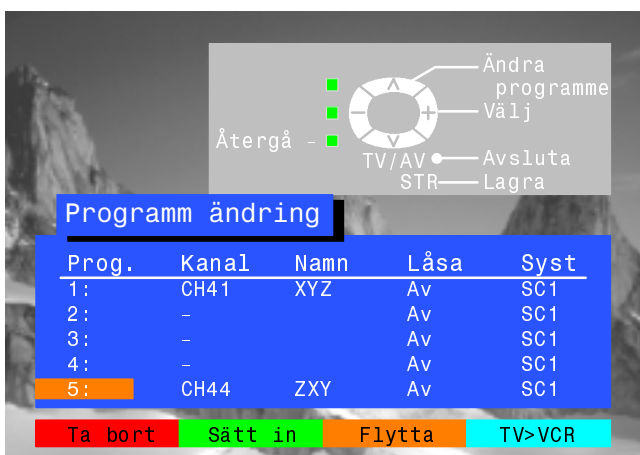 Ändra
programme
Välj
Återgå -
TV/AV Avsluta
STR Lagra
Programm ändring
Prog. Kanal Namn Låsa Syst
1: CH41 XYZ Av SC1
2: - Av SC1
3: - Av SC1
4: - Av SC1
5: CH44 ZXY Av SC1
Ta bort Sätt in Flytta TV>VCR